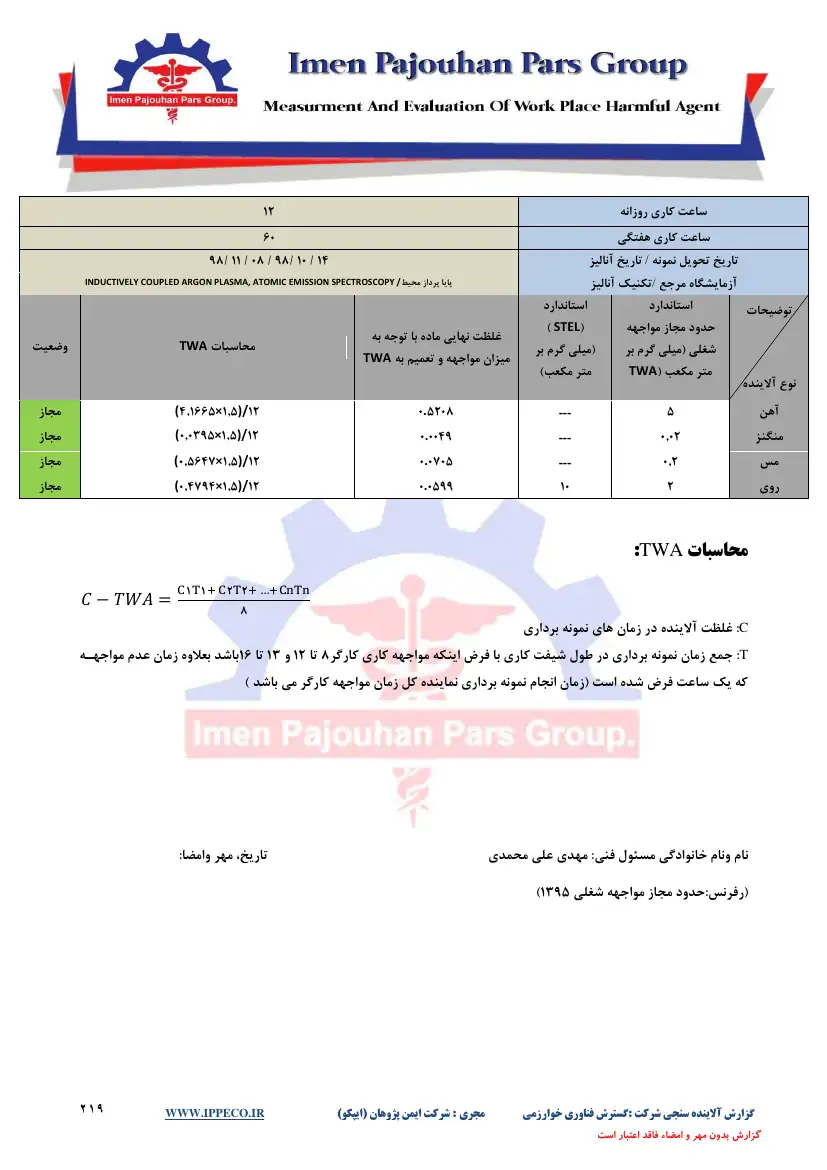 Imen Pajouhan Pars Group
Imen Pajouhan Pars Group.
Measurment And Evaluation Of Work Place Harmful Agent
ساعت کاری روزانه ۱۲
ساعت کاری هفتگی ۶۰
تاریخ تحویل نمونه / تاریخ آنالیز ۱۴ / ۱۰ /۹۸ / ۰۸ / ۱۱ /۹۸
آزمایشگاه مرجع /تکنیک آنالیز پایا پرداز محیط / INDUCTIVELY COUPLED ARGON PLASMA, ATOMIC EMISSION SPECTROSCOPY
توضیحات
نوع آلاینده
استاندارد
حدود مجاز مواجهه
شغلی (میلی گرم بر
متر مکعب) TWA
استاندارد
(STEL )
(میلی گرم بر
متر مکعب)
غلظت نهایی ماده با توجه به
میزان مواجهه و تعمیم به TWA
محاسبات TWA
وضعیت
آهن ۵ --- ۰.۵۲۰۸ (۴,۱۶۶۵×۱,۵)/۱۲ مجاز
منگنز ۰,۰۲ --- ۰.۰۰۴۹ (۰,۰۳۹۵×۱,۵)/۱۲ مجاز
مس ۰,۲ --- ۰.۰۷۰۵ (۰,۵۶۴۷×۱,۵)/۱۲ مجاز
روی ۲ ۱۰ ۰.۰۵۹۹ (۰,۴۷۹۴×۱,۵)/۱۲ مجاز
محاسبات TWA:
C − TWA = C۱T۱+ C۲T۲+ …+CnTn / ۸
C: غلظت آلاینده در زمان های نمونه برداری
T: جمع زمان نمونه برداری در طول شیفت کاری با فرض اینکه مواجهه کاری کارگر۸ تا ۱۲ و ۱۳ تا ۱۶باشد بعلاوه زمان عدم مواجهـه
که یک ساعت فرض شده است (زمان انجام نمونه برداری نماینده کل زمان مواجهه کارگر می باشد )
Imen Pajouhan Pars Group.
نام ونام خانوادگی مسئول فنی: مهدی علی محمدی تاریخ، مهر وامضا:
(رفرنس:حدود مجاز مواجهه شغلی ۱۳۹۵)
گزارش آلاینده سنجی شرکت :گسترش فناوری خوارزمی مجری : شرکت ایمن پژوهان (ایپکو) WWW.IPPECO.IR ۲۱۹
گزارش بدون مهر و امضاء فاقد اعتبار است